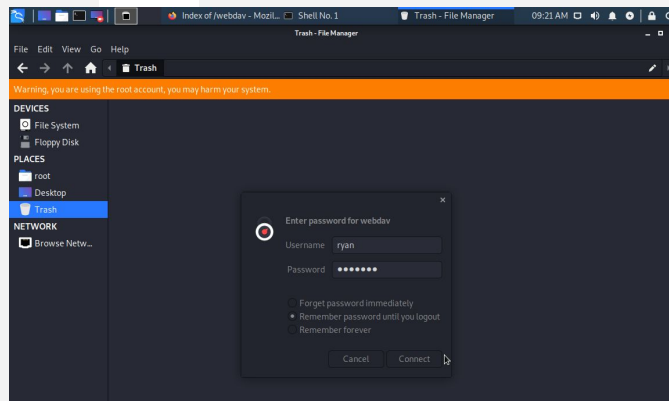 Index of /webdav - Mozil...
Shell No. 1
Trash - File Manager
09:21 AM
Trash - File Manager
File Edit View Go Help
Trash
Warning, you are using the root account, you may harm your system.
DEVICES
File System
Floppy Disk
PLACES
root
Desktop
Trash
NETWORK
Browse Netw...
Enter password for webdav
Username ryan
Password •••••••
Forget password immediately
Remember password until you logout
Remember forever
Cancel Connect